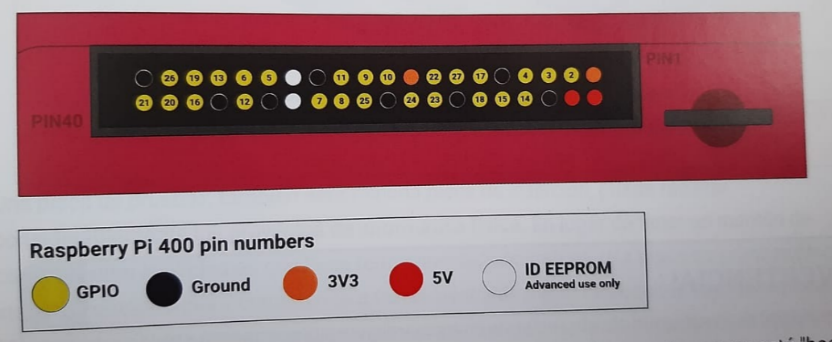 PIN1
26 19 13 6 5 11 9 10 22 27 17 4 3 2
21 20 16 12 7 8 25 24 23 18 15 14
PIN40
Raspberry Pi 400 pin numbers
GPIO Ground 3V3 5V ID EEPROM
Advanced use only